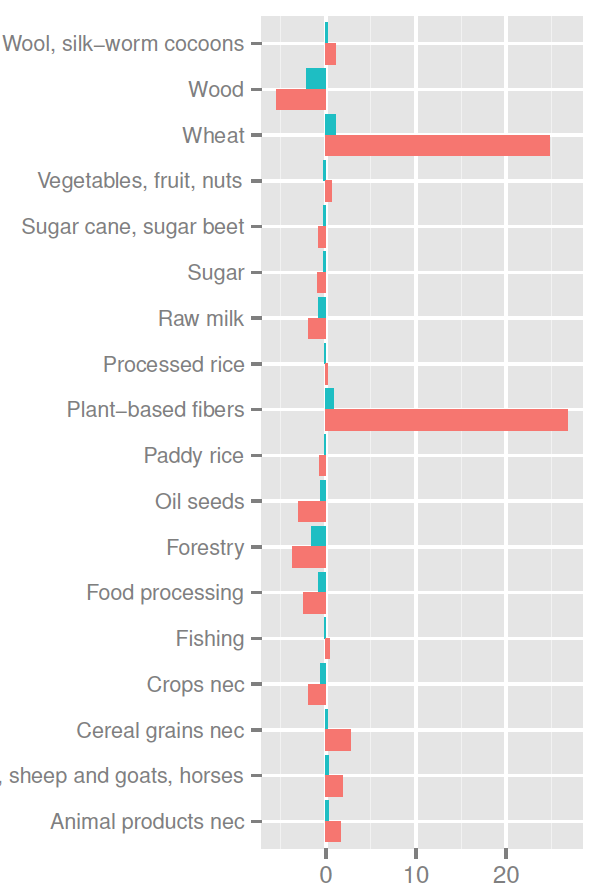 Wool, silk−worm cocoons
Wood
Wheat
Vegetables, fruit, nuts
Sugar cane, sugar beet
Sugar
Raw milk
Processed rice
Plant−based fibers
Paddy rice
Oil seeds
Forestry
Food processing
Fishing
Crops nec
Cereal grains nec
, sheep and goats, horses
Animal products nec
0 10 20